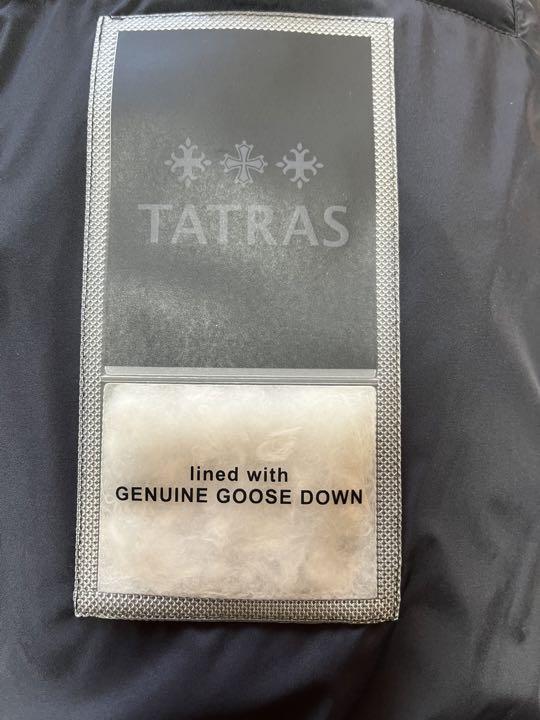 TATRAS
lined with
GENUINE GOOSE DOWN